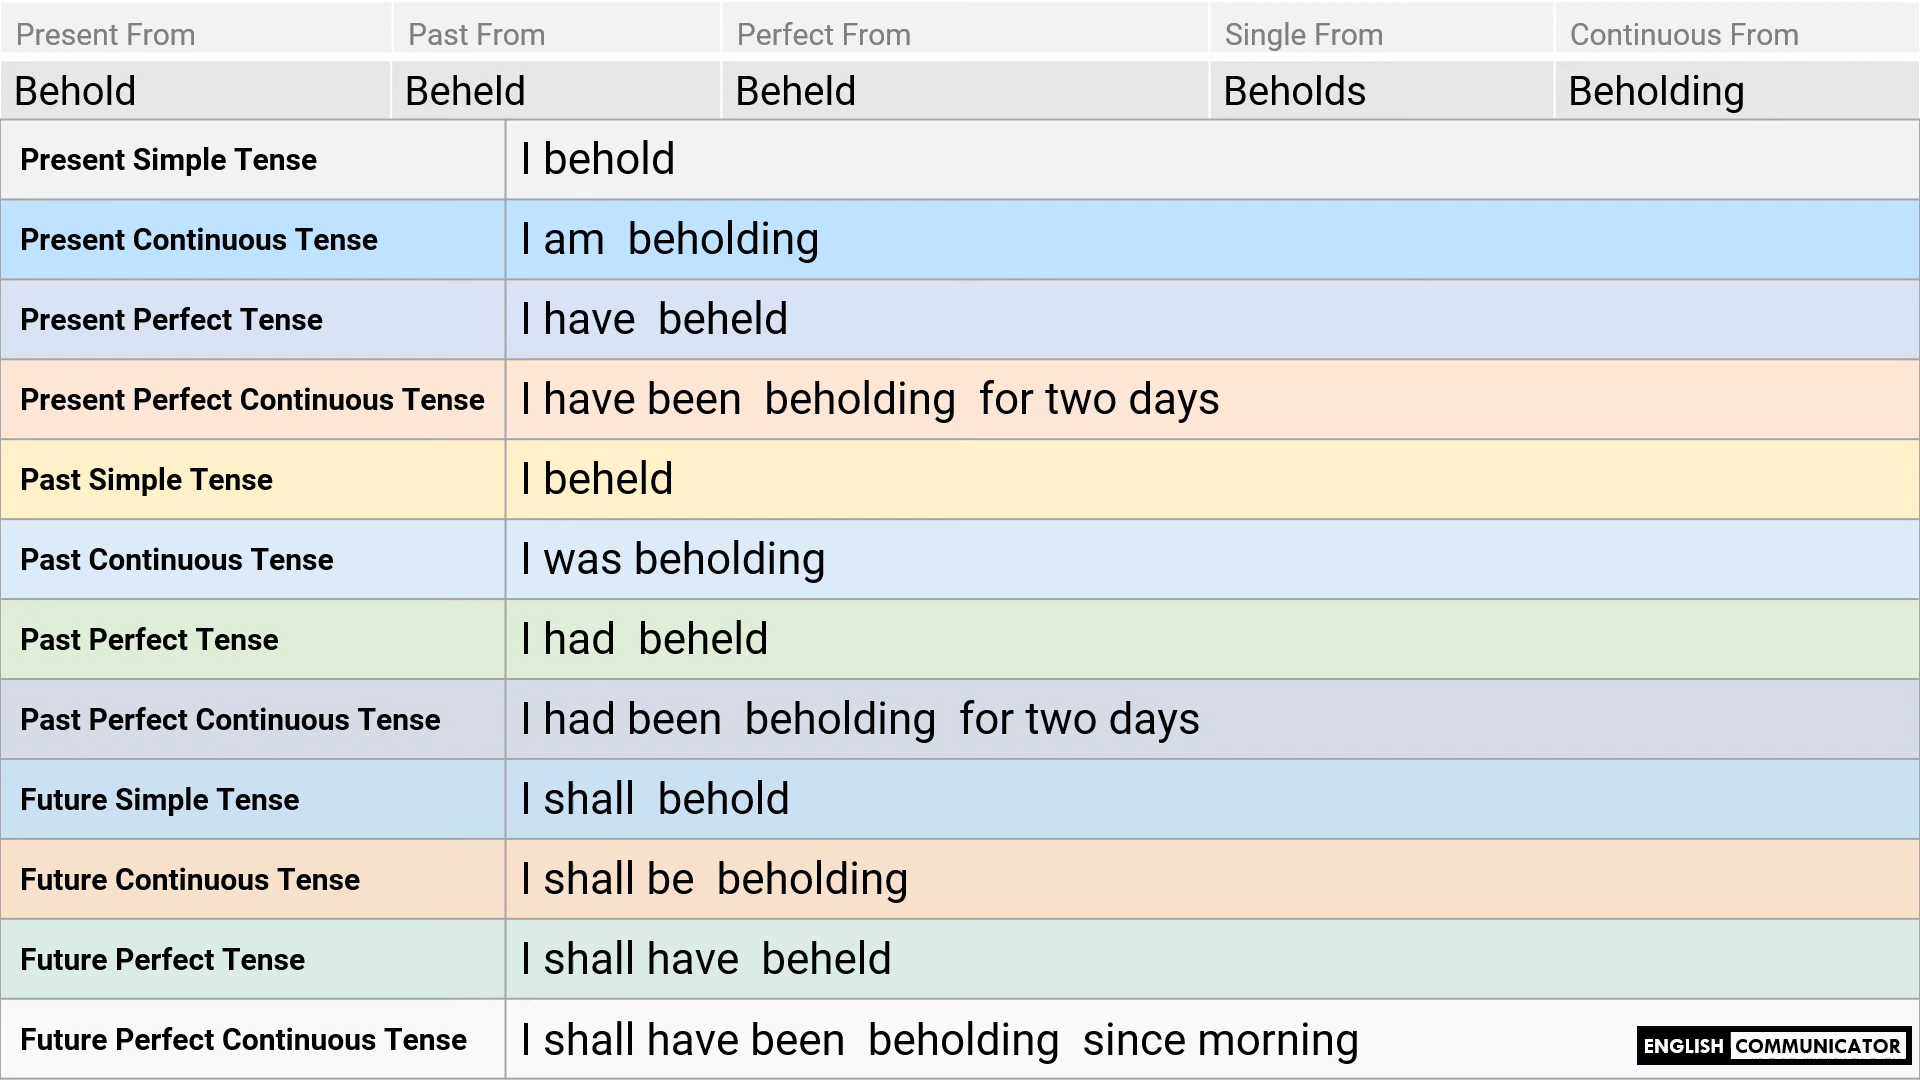 Present From Past From Perfect From Single From Continuous From
Behold Beheld Beheld Beholds Beholding
Present Simple Tense I behold
Present Continuous Tense I am beholding
Present Perfect Tense I have beheld
Present Perfect Continuous Tense I have been beholding for two days
Past Simple Tense I beheld
Past Continuous Tense I was beholding
Past Perfect Tense I had beheld
Past Perfect Continuous Tense I had been beholding for two days
Future Simple Tense I shall behold
Future Continuous Tense I shall be beholding
Future Perfect Tense I shall have beheld
Future Perfect Continuous Tense I shall have been beholding since morning
ENGLISH COMMUNICATOR